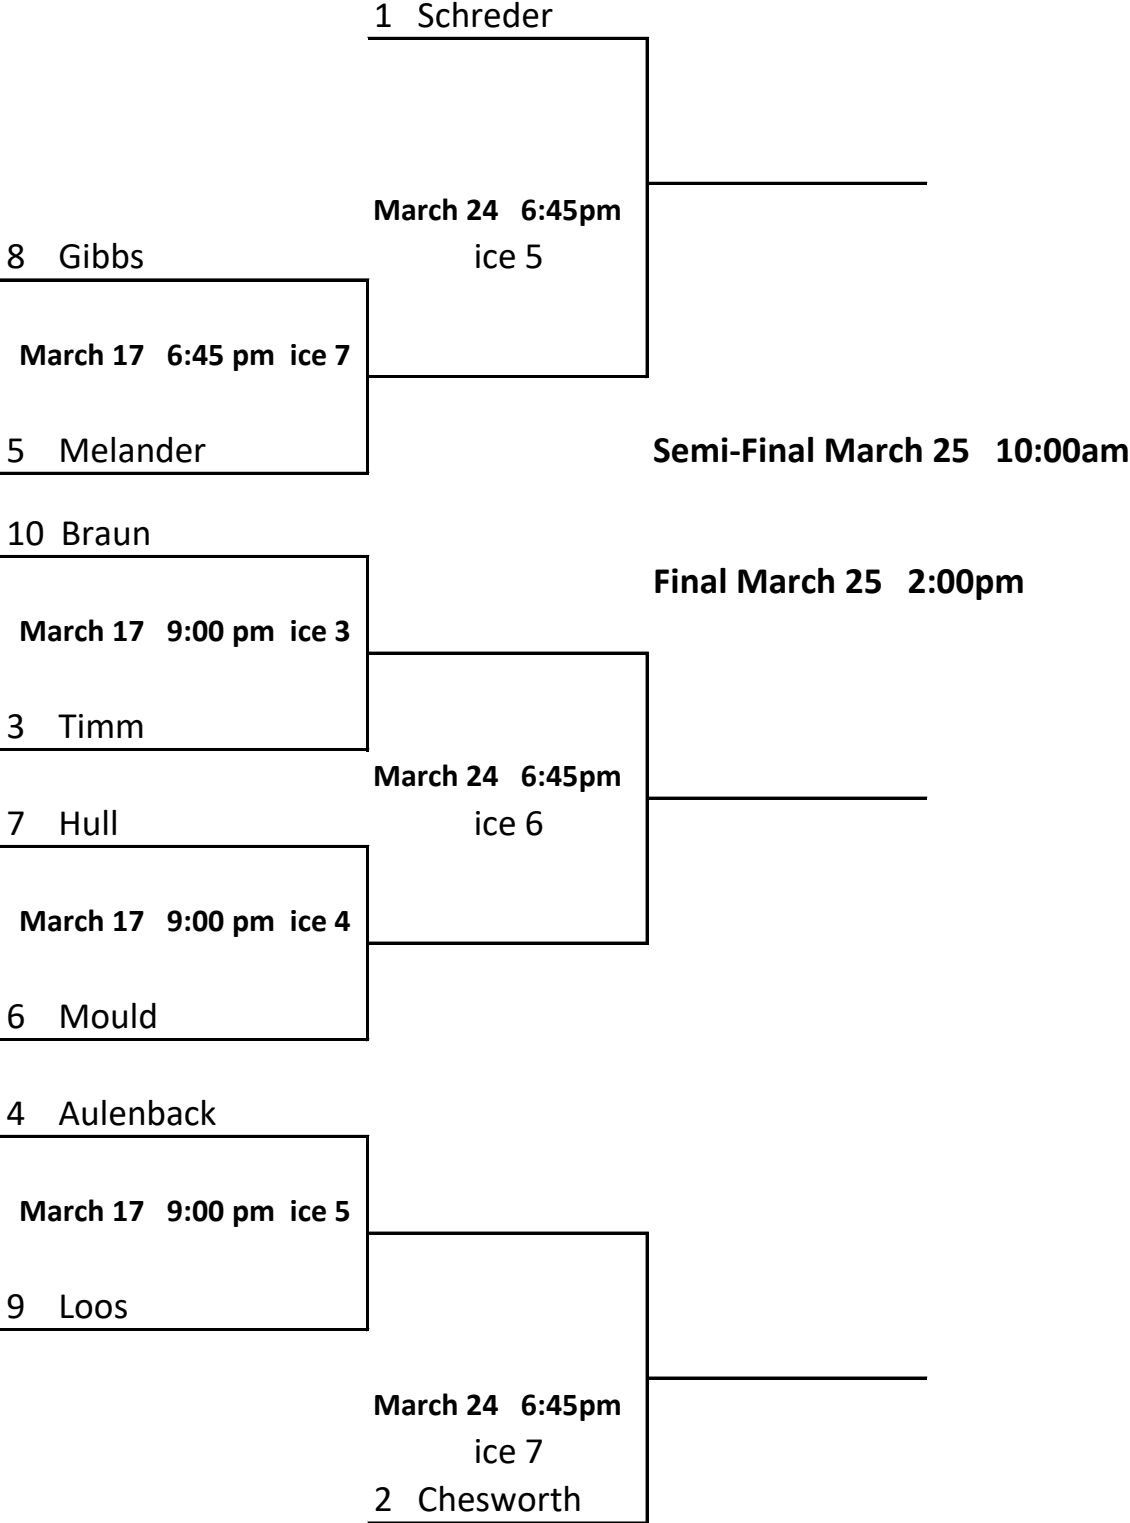 1 Schreder
March 24 6:45pm
8 Gibbs
ice 5
March 17 6:45 pm ice 7
5 Melander
Semi-Final March 25 10:00am
10 Braun
Final March 25 2:00pm
March 17 9:00 pm ice 3
3 Timm
March 24 6:45pm
7 Hull
ice 6
March 17 9:00 pm ice 4
6 Mould
4 Aulenback
March 17 9:00 pm ice 5
9 Loos
March 24 6:45pm
ice 7
2 Chesworth